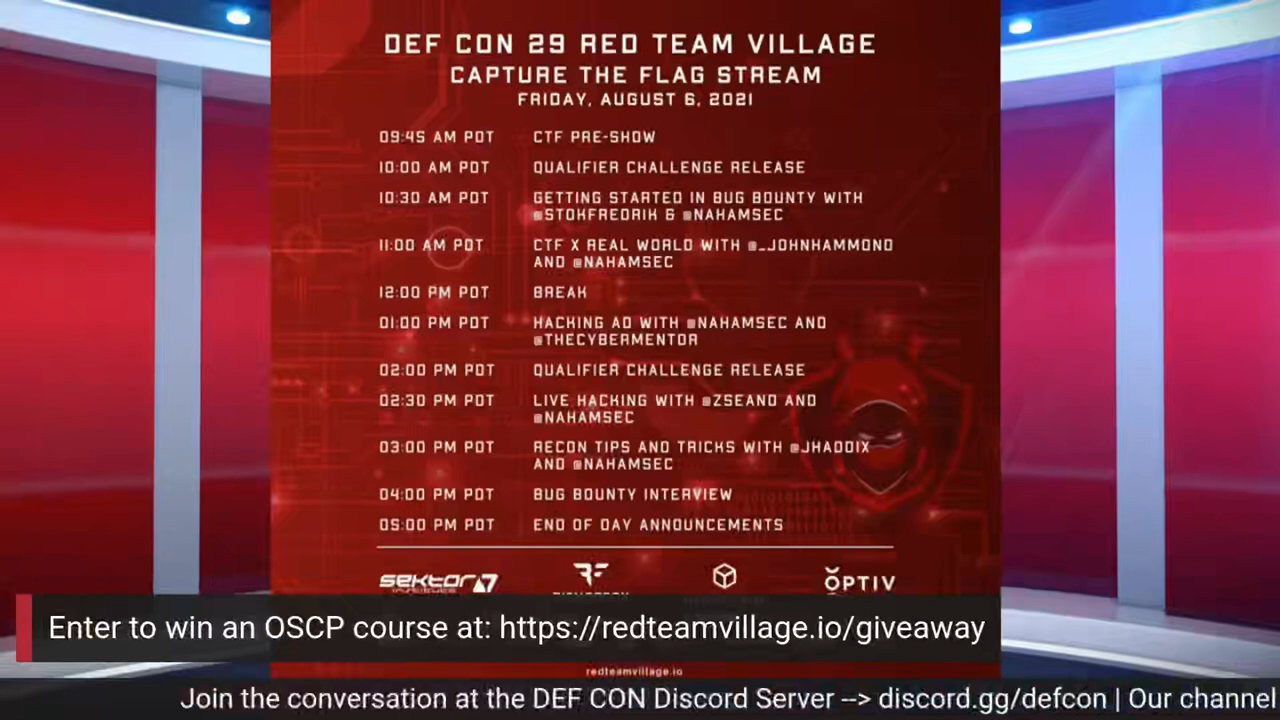 DEF CON 29 RED TEAM VILLAGE
CAPTURE THE FLAG STREAM
FRIDAY, AUGUST 6, 2021
09:45 AM PDT CTF PRE-SHOW
10:00 AM PDT QUALIFIER CHALLENGE RELEASE
10:30 AM PDT GETTING STARTED IN BUG BOUNTY WITH
@STOKFREDRIK & @NAHAMSEC
11:00 AM PDT CTF X REAL WORLD WITH @_JOHNHAMMOND
AND @NAHAMSEC
12:00 PM PDT BREAK
01:00 PM PDT HACKING AD WITH @NAHAMSEC AND
@THECYBERMENTOR
02:00 PM PDT QUALIFIER CHALLENGE RELEASE
02:30 PM PDT LIVE HACKING WITH @ZSEANO AND
@NAHAMSEC
03:00 PM PDT RECON TIPS AND TRICKS WITH @JHADDIX
AND @NAHAMSEC
04:00 PM PDT BUG BOUNTY INTERVIEW
05:00 PM PDT END OF DAY ANNOUNCEMENTS
SEKTOR7 OPTIV
Enter to win an OSCP course at: https://redteamvillage.io/giveaway
redteamvillage.io
Join the conversation at the DEF CON Discord Server --> discord.gg/defcon | Our channel